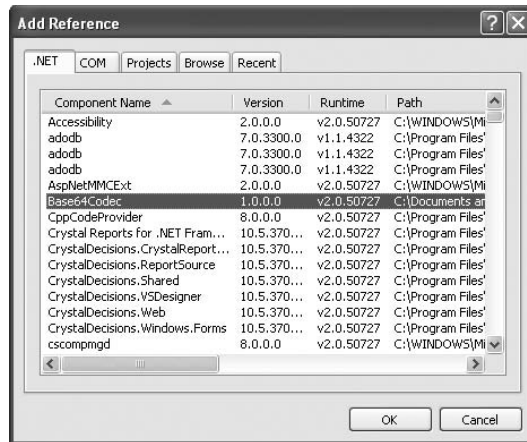 Add Reference
.NET COM Projects Browse Recent
Component Name Version Runtime Path
Accessibility 2.0.0.0 v2.0.50727 C:\WINDOWS\Mi
adodb 7.0.3300.0 v1.1.4322 C:\Program Files\
adodb 7.0.3300.0 v1.1.4322 C:\Program Files\
adodb 7.0.3300.0 v1.1.4322 C:\Program Files\
AspNetMMCExt 2.0.0.0 v2.0.50727 C:\Program Files\
Base64Codec 1.0.0.0 v2.0.50727 C:\Documents an
CppCodeProvider 8.0.0.0 v2.0.50727 C:\Program Files\
Crystal Reports for .NET Fram... 10.5.370... v2.0.50727 C:\Program Files\
CrystalDecisions.CrystalReport... 10.5.370... v2.0.50727 C:\Program Files\
CrystalDecisions.ReportSource 10.5.370... v2.0.50727 C:\Program Files\
CrystalDecisions.Shared 10.5.370... v2.0.50727 C:\Program Files\
CrystalDecisions.VSDesigner 10.5.370... v2.0.50727 C:\Program Files\
CrystalDecisions.Web 10.5.370... v2.0.50727 C:\Program Files\
CrystalDecisions.Windows.Forms 10.5.370... v2.0.50727 C:\Program Files\
cscompmgd 8.0.0.0 v2.0.50727 C:\WINDOWS\Mi
OK Cancel